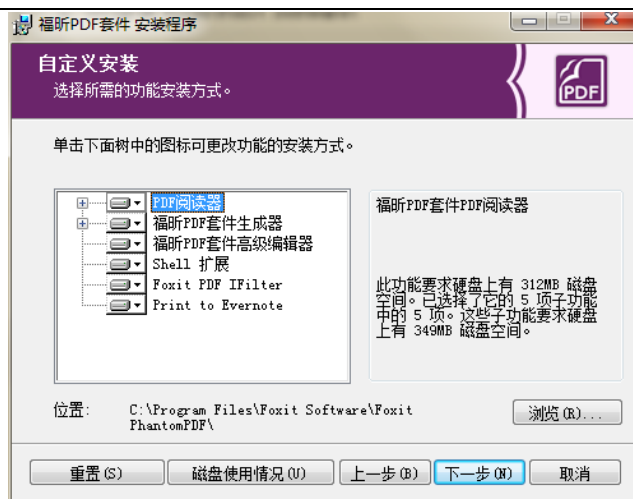 福昕PDF套件 安装程序
自定义安装
选择所需的功能安装方式。
PDF
单击下面树中的图标可更改功能的安装方式。
PDF阅读器
福昕PDF套件生成器
福昕PDF套件高级编辑器
Shell 扩展
Foxit PDF IFilter
Print to Evernote
福昕PDF套件PDF阅读器
此功能要求硬盘上有 312MB 磁盘
空间。已选择了它的 5 项子功能
中的 5 项。这些子功能要求硬盘
上有 349MB 磁盘空间。
位置: C:\Program Files\Foxit Software\Foxit
PhantomPDF\
浏览(R)...
重置(S) 磁盘使用情况(U) 上一步(B) 下一步(N) 取消